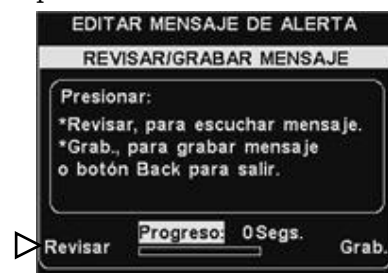 EDITAR MENSAJE DE ALERTA
REVISAR/GRABAR MENSAJE
Presionar:
*Revisar, para escuchar mensaje.
*Grab., para grabar mensaje
o botón Back para salir.
Progreso: 0Segs.
Revisar Grab.